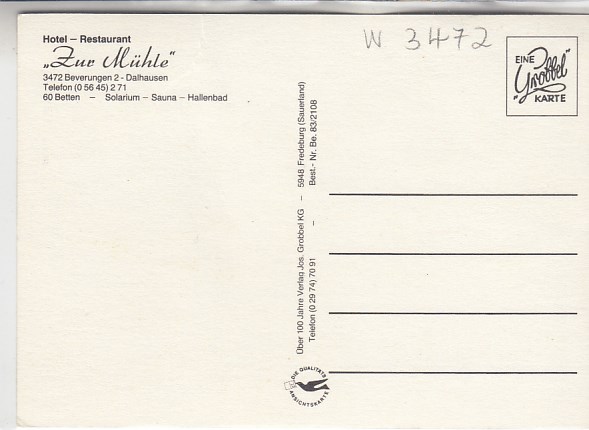 Hotel – Restaurant
„Zur Mühle"
3472 Beverungen 2 - Dalhausen
Telefon (0 56 45) 2 71
60 Betten – Solarium – Sauna – Hallenbad
W 3472
EINE
„Grobbel"
KARTE
Über 100 Jahre Verlag Jos. Grobbel KG – 5948 Fredeburg (Sauerland)
Telefon (0 29 74) 70 91 – Best.- Nr. Be. 83/2108
DIE QUALITÄTS
ANSICHTSKARTE